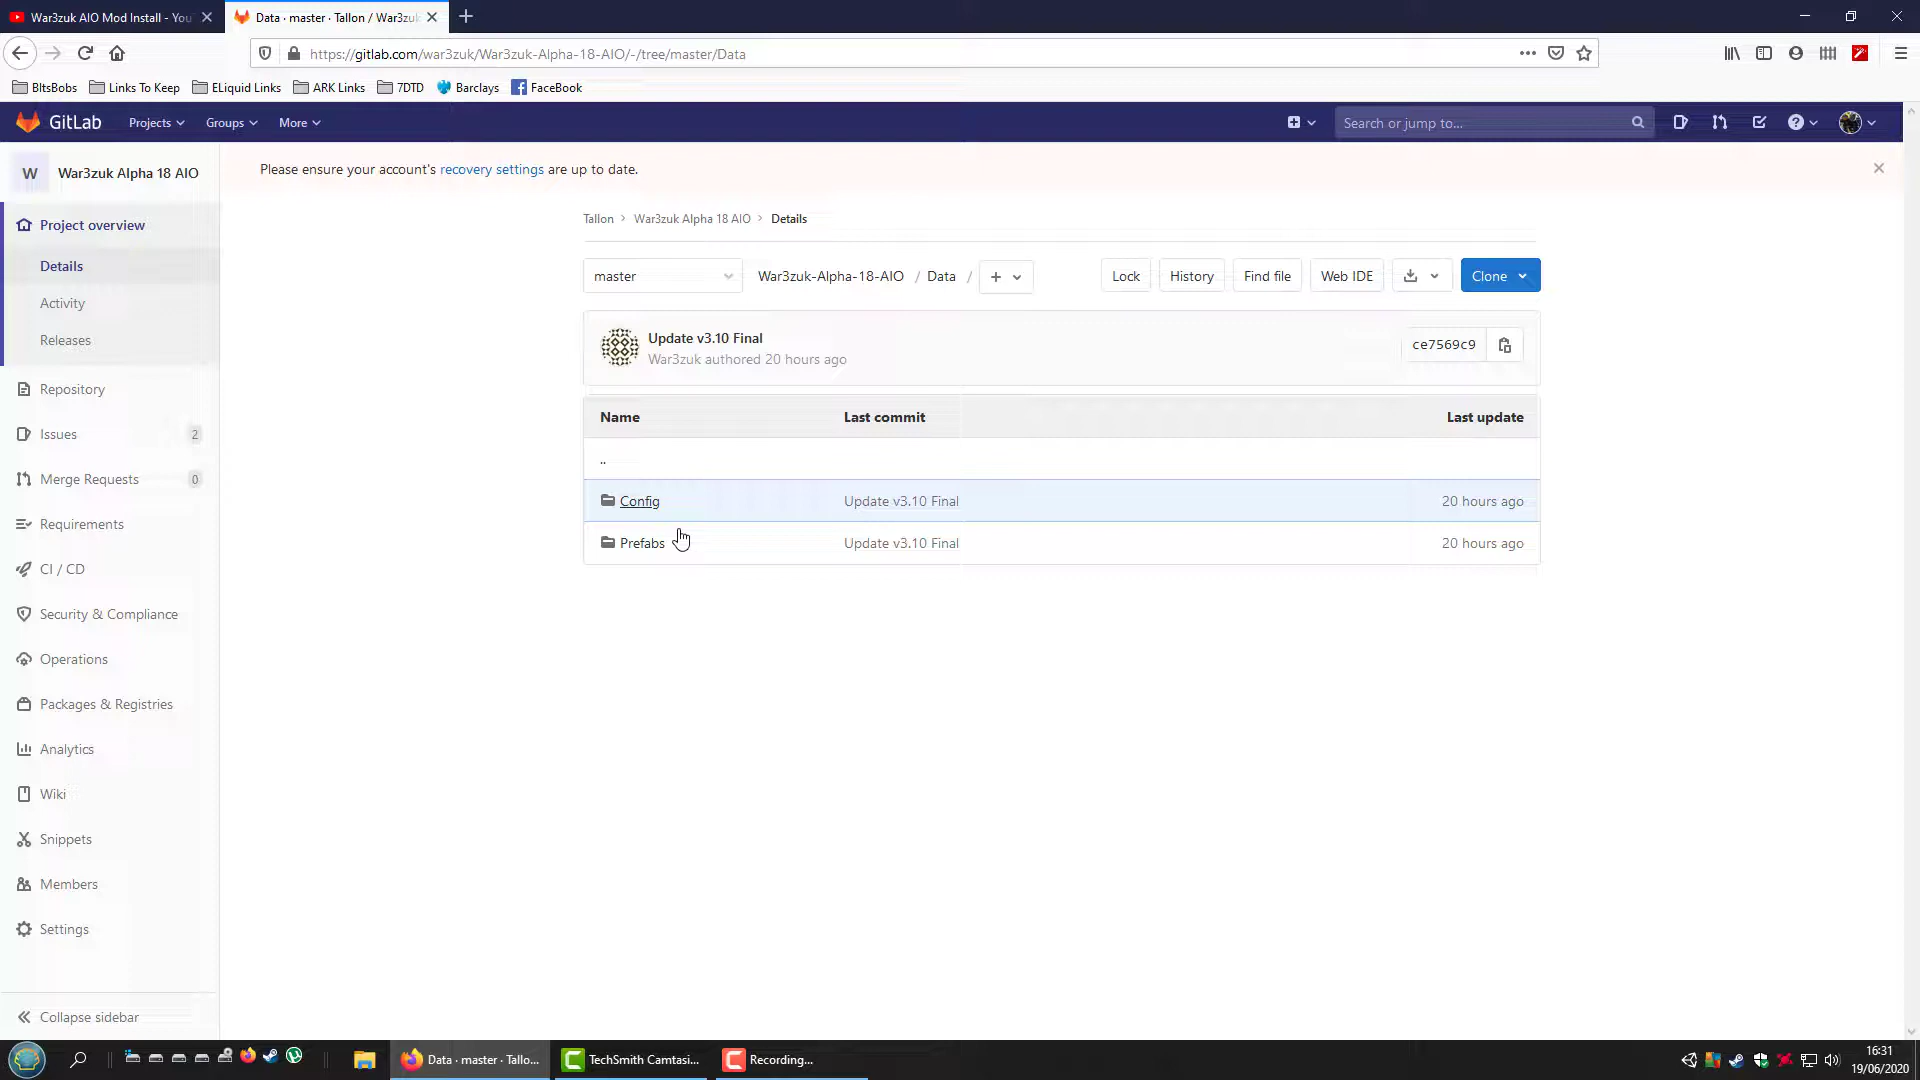 War3zuk AIO Mod Install - You
Data · master · Tallon / War3zuk
https://gitlab.com/war3zuk/War3zuk-Alpha-18-AIO/-/tree/master/Data
BItsBobs
Links To Keep
ELiquid Links
ARK Links
7DTD
Barclays
FaceBook
GitLab
Projects
Groups
More
Search or jump to...
W
War3zuk Alpha 18 AIO
Please ensure your account's recovery settings are up to date.
Project overview
Details
Activity
Releases
Repository
Issues 2
Merge Requests 0
Requirements
CI / CD
Security & Compliance
Operations
Packages & Registries
Analytics
Wiki
Snippets
Members
Settings
Collapse sidebar
Tallon > War3zuk Alpha 18 AIO > Details
master
War3zuk-Alpha-18-AIO / Data /
+
Lock
History
Find file
Web IDE
Clone
Update v3.10 Final
War3zuk authored 20 hours ago
ce7569c9
Name Last commit Last update
..
Config Update v3.10 Final 20 hours ago
Prefabs Update v3.10 Final 20 hours ago
Data · master · Tallo...
TechSmith Camtasi...
Recording...
16:31
19/06/2020